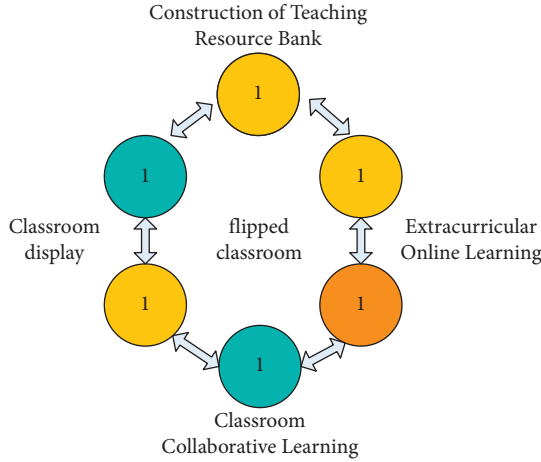 Construction of Teaching
Resource Bank
1
1
1
Classroom
display
flipped
classroom
Extracurricular
Online Learning
1
1
1
Classroom
Collaborative Learning